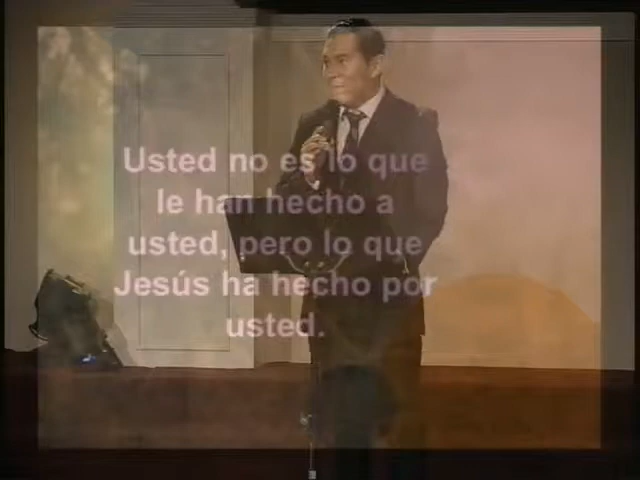 Usted no es lo que
le han hecho a
usted, pero lo que
Jesús ha hecho por
usted.